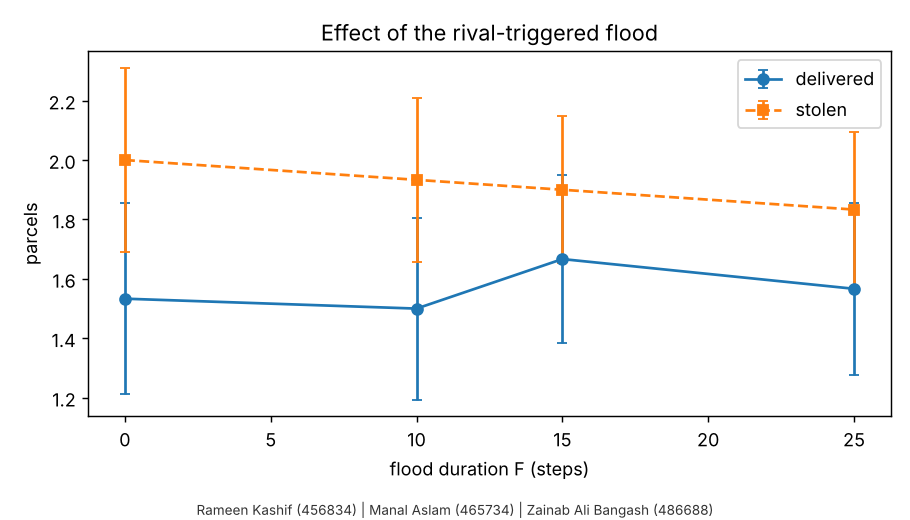 Effect of the rival-triggered flood
delivered
stolen
parcels
2.2
2.0
1.8
1.6
1.4
1.2
0 5 10 15 20 25
flood duration F (steps)
Rameen Kashif (456834) | Manal Aslam (465734) | Zainab Ali Bangash (486688)